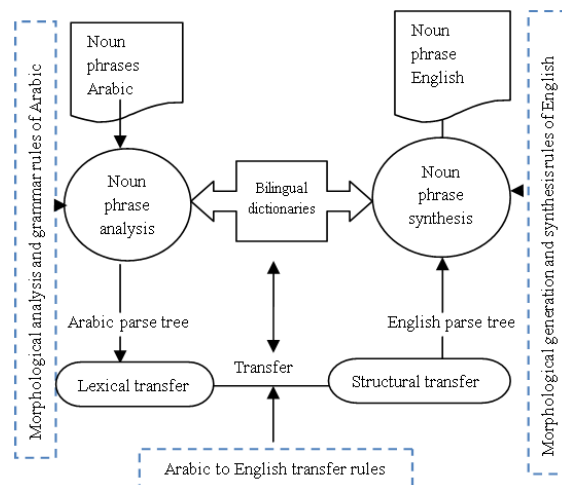 Morphological analysis and grammar rules of Arabic
Noun
phrases
Arabic
Noun
phrase
English
Noun
phrase
analysis
Bilingual
dictionaries
Noun
phrase
synthesis
Arabic parse tree
English parse tree
Lexical transfer
Transfer
Structural transfer
Arabic to English transfer rules
Morphological generation and synthesis rules of English